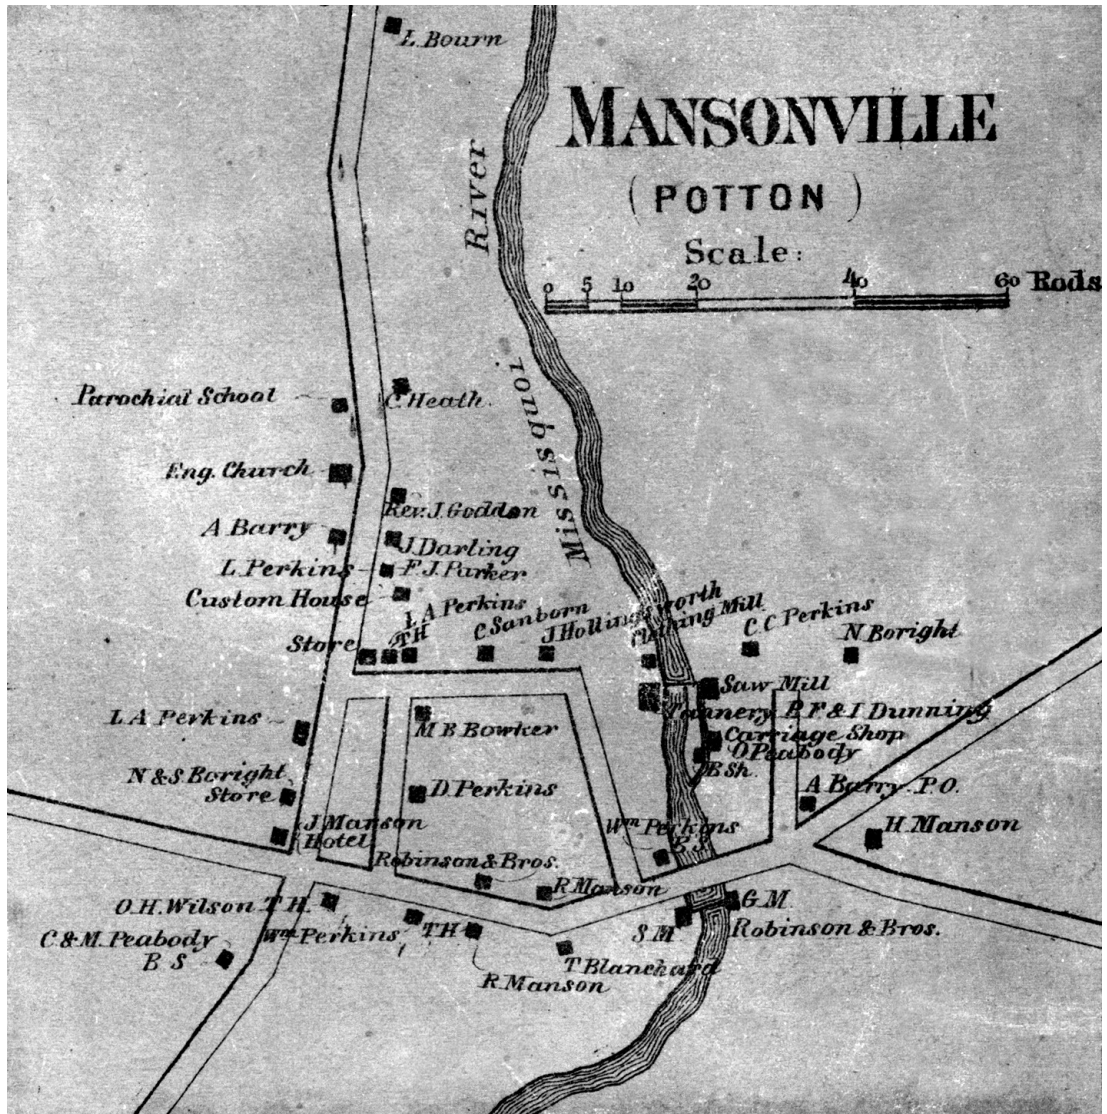 L. Bourn
MANSONVILLE
(POTTON)
Scale:
0 5 10 20 40 60 Rods
River
Missisquoi
Parochial School
C. Heath.
Eng. Church
Rev. J. Godden
A Barry
J. Darling
L Perkins
F. J. Parker
Custom House
L A Perkins
Store
TH
C Sanborn
J. Hollingsworth
Clothing Mill
C. C Perkins
N Boright
Saw Mill
L A Perkins
M B Bowker
Tannery E F & I Dunning
Carriage Shop
O Peabody
B Sh.
N & S Boright
Store
D. Perkins
A Barry. P.O.
J. Manson
Hotel
Wm Perkins
B S
H. Manson
Robinson & Bros.
R Manson
O. H. Wilson T. H.
G. M.
Wm Perkins
T. H.
S M
Robinson & Bros.
C. & M. Peabody
B S
T Blanchard
R. Manson